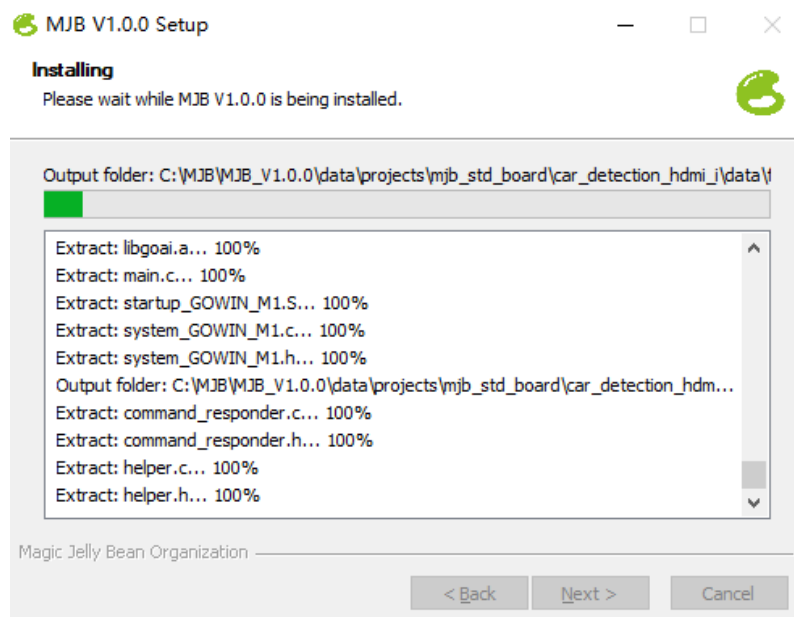 MJB V1.0.0 Setup
Installing
Please wait while MJB V1.0.0 is being installed.
Output folder: C:\MJB\MJB_V1.0.0\data\projects\mjb_std_board\car_detection_hdmi_i\data\f
Extract: libgoai.a... 100%
Extract: main.c... 100%
Extract: startup_GOWIN_M1.S... 100%
Extract: system_GOWIN_M1.c... 100%
Extract: system_GOWIN_M1.h... 100%
Output folder: C:\MJB\MJB_V1.0.0\data\projects\mjb_std_board\car_detection_hdm...
Extract: command_responder.c... 100%
Extract: command_responder.h... 100%
Extract: helper.c... 100%
Extract: helper.h... 100%
Magic Jelly Bean Organization
< Back Next > Cancel